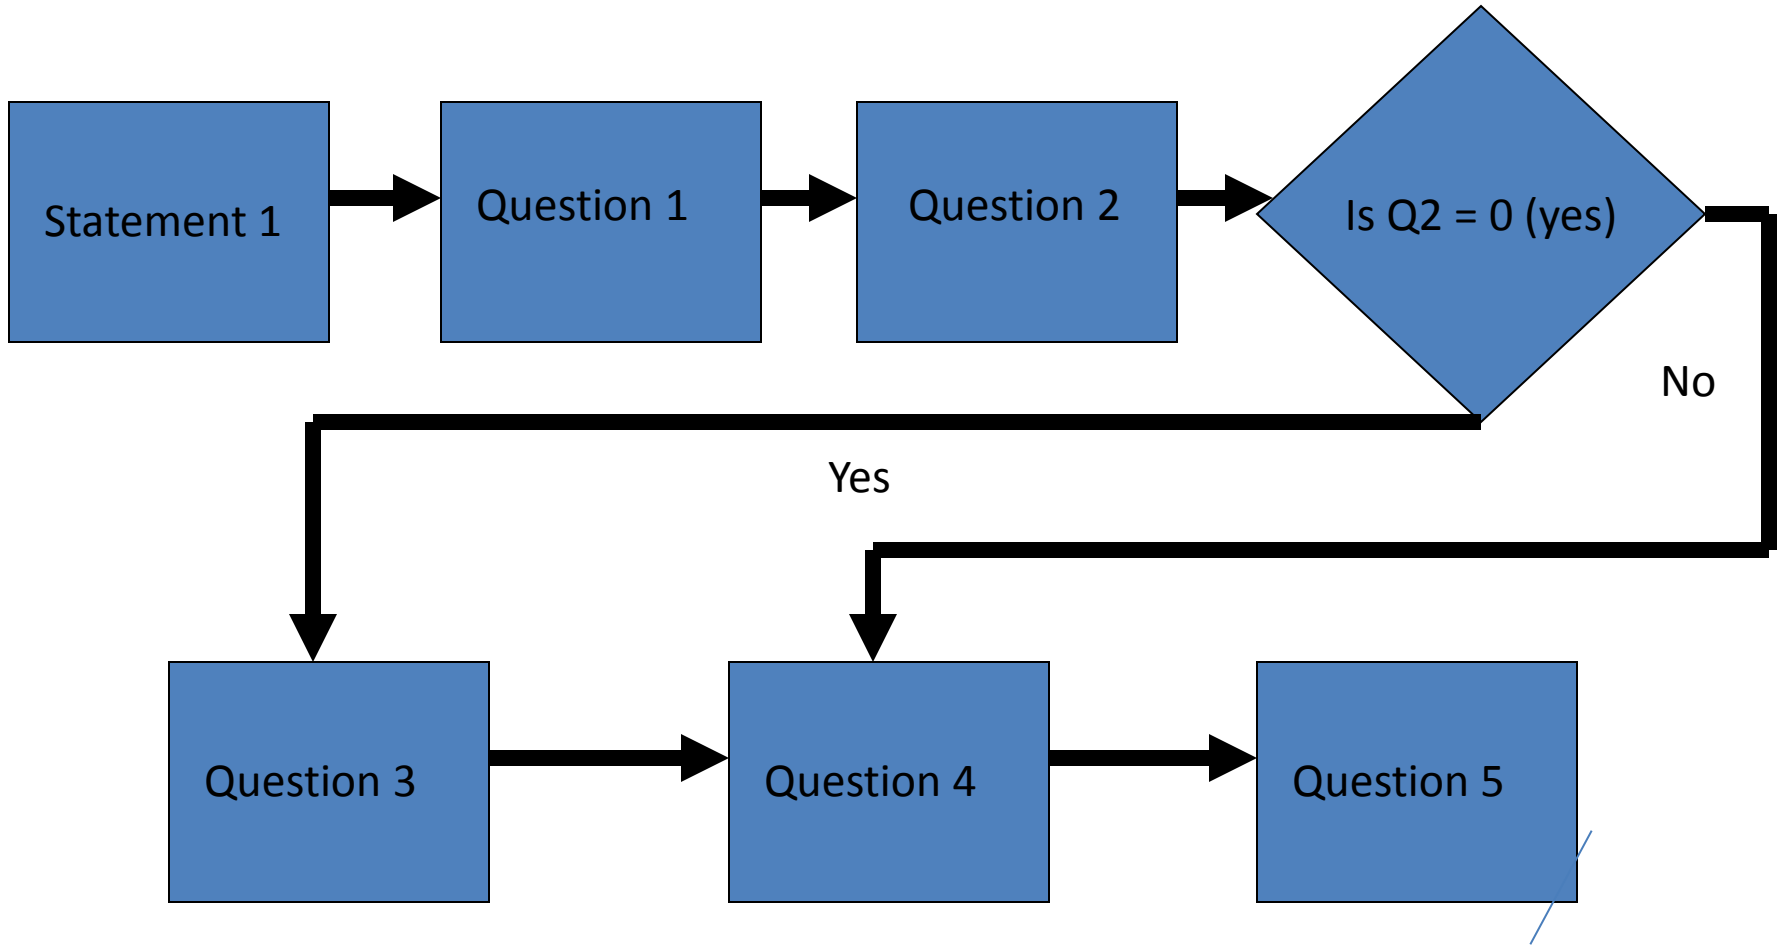 Statement 1
Question 1
Question 2
Is Q2 = 0 (yes)
No
Yes
Question 3
Question 4
Question 5